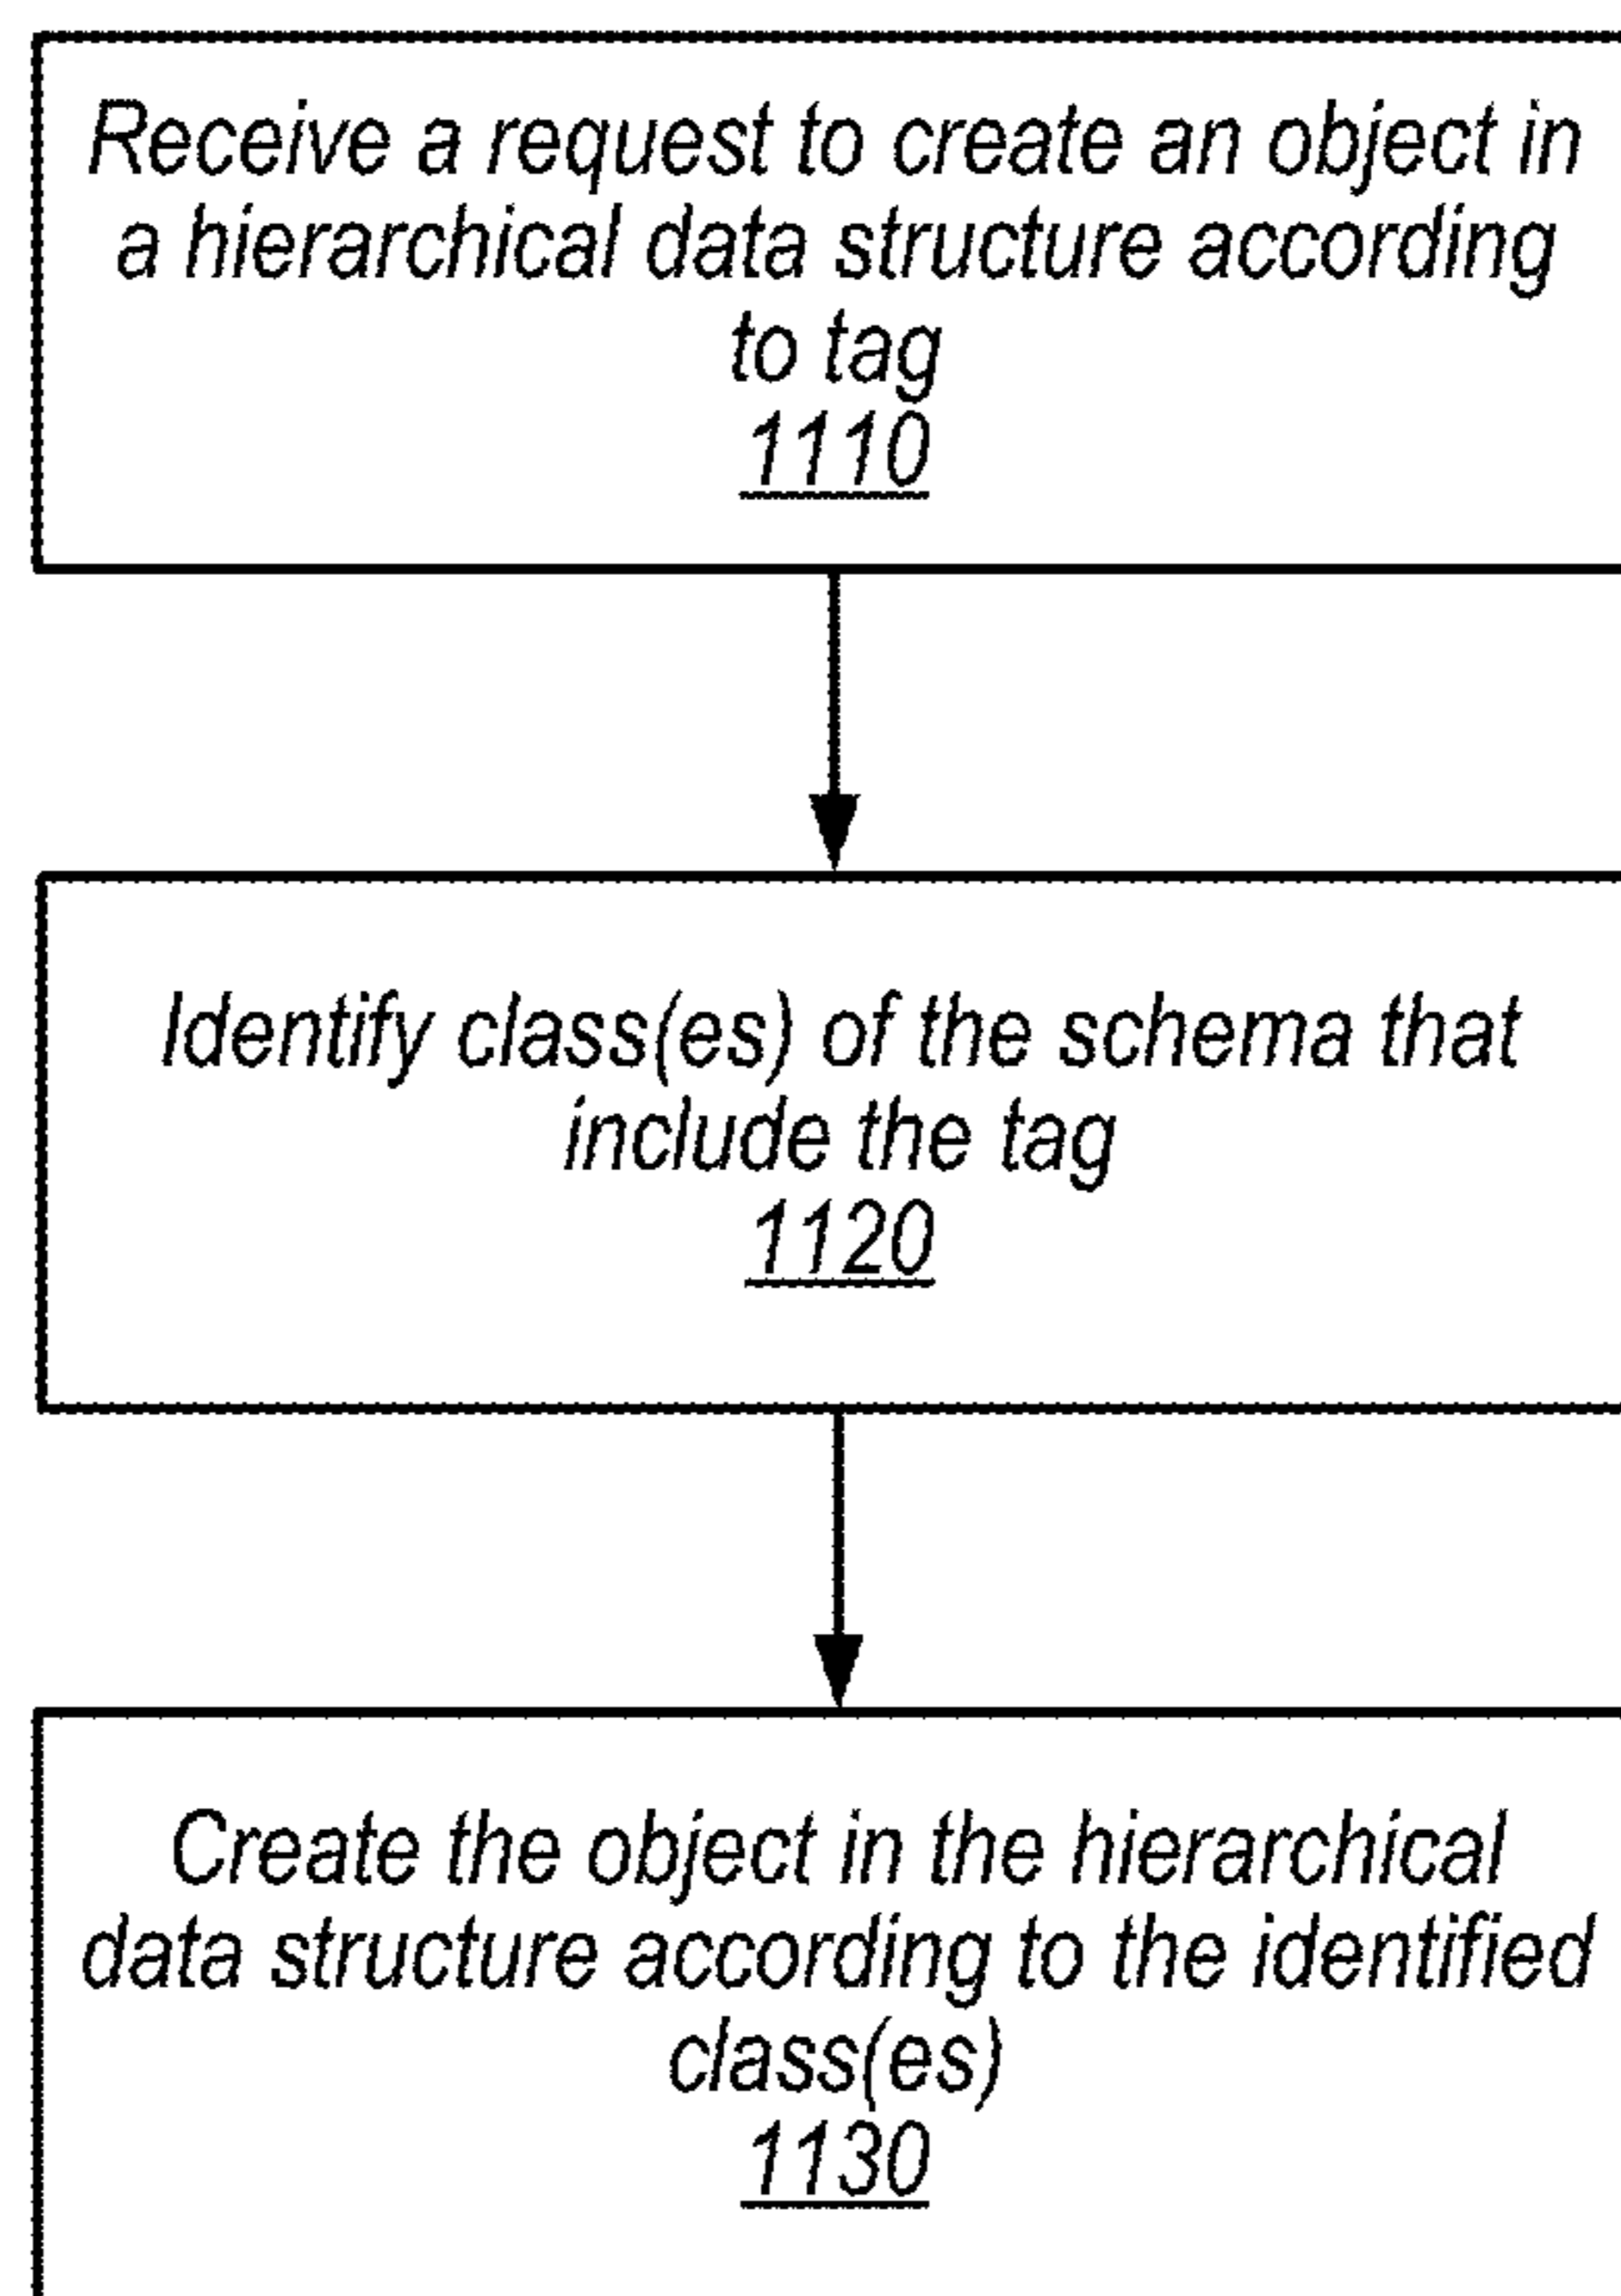 Receive a request to create an object in
a hierarchical data structure according
to tag
1110
Identify class(es) of the schema that
include the tag
1120
Create the object in the hierarchical
data structure according to the identified
class(es)
1130